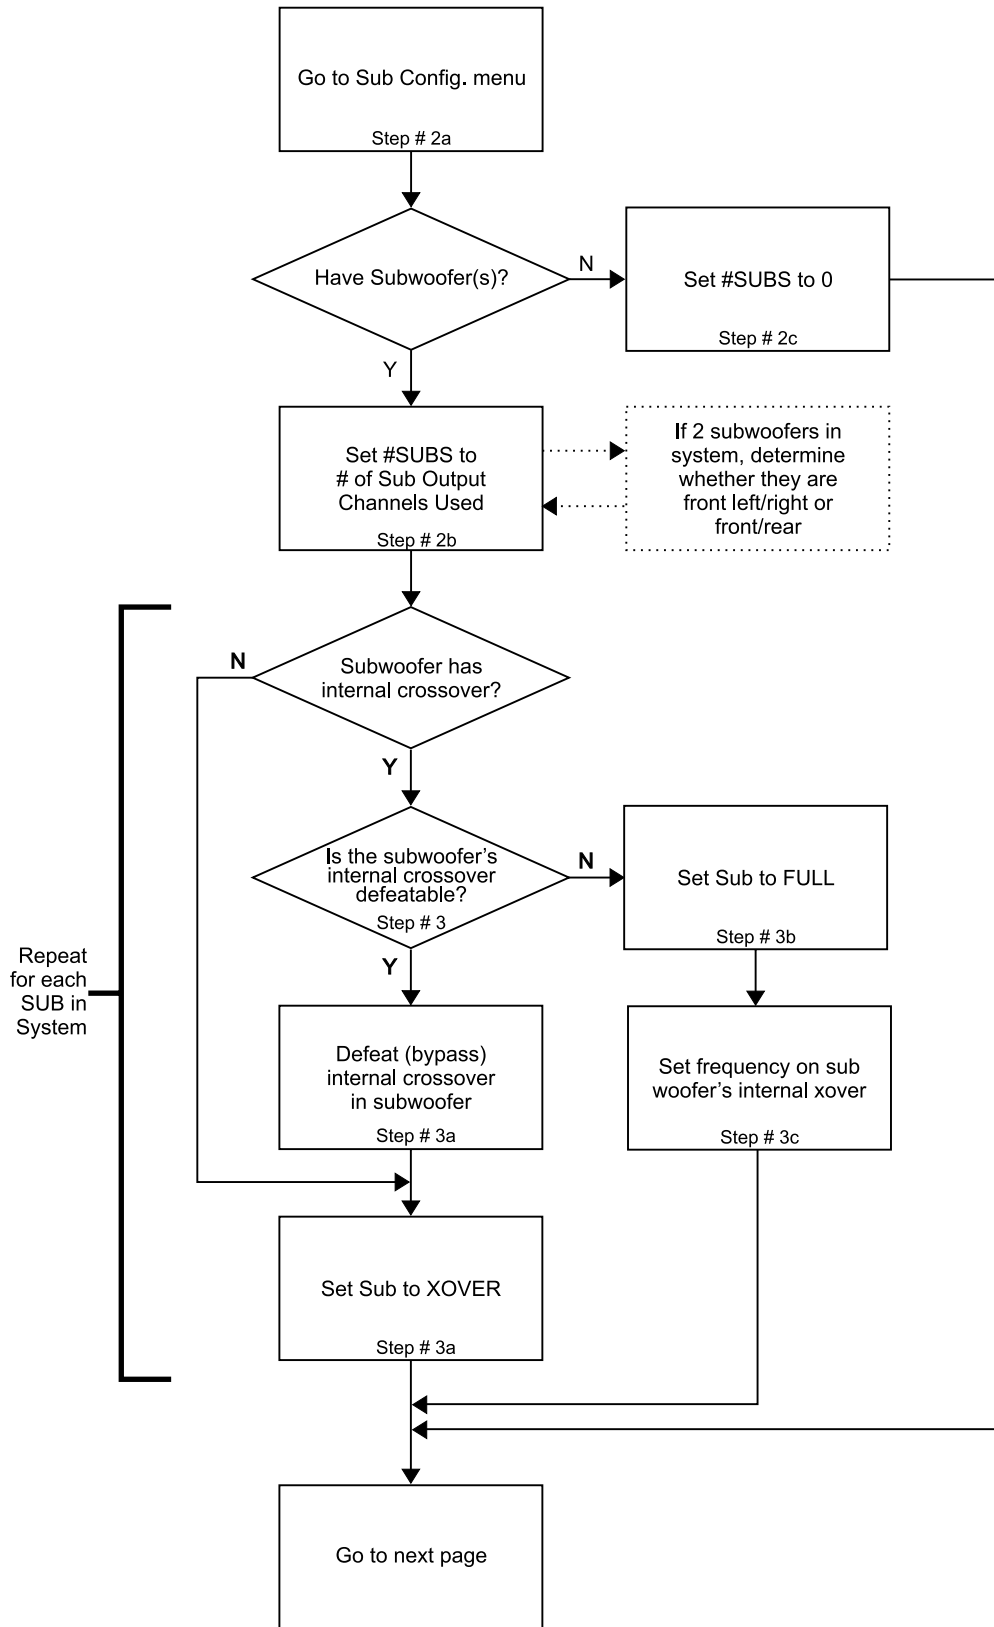 Go to Sub Config. menu
Step # 2a
Have Subwoofer(s)?
N
Set #SUBS to 0
Step # 2c
Y
Set #SUBS to
# of Sub Output
Channels Used
Step # 2b
If 2 subwoofers in
system, determine
whether they are
front left/right or
front/rear
N
Subwoofer has
internal crossover?
Y
Is the subwoofer's
internal crossover
defeatable?
Step # 3
N
Set Sub to FULL
Step # 3b
Y
Repeat
for each
SUB in
System
Defeat (bypass)
internal crossover
in subwoofer
Step # 3a
Set frequency on sub
woofer's internal xover
Step # 3c
Set Sub to XOVER
Step # 3a
Go to next page